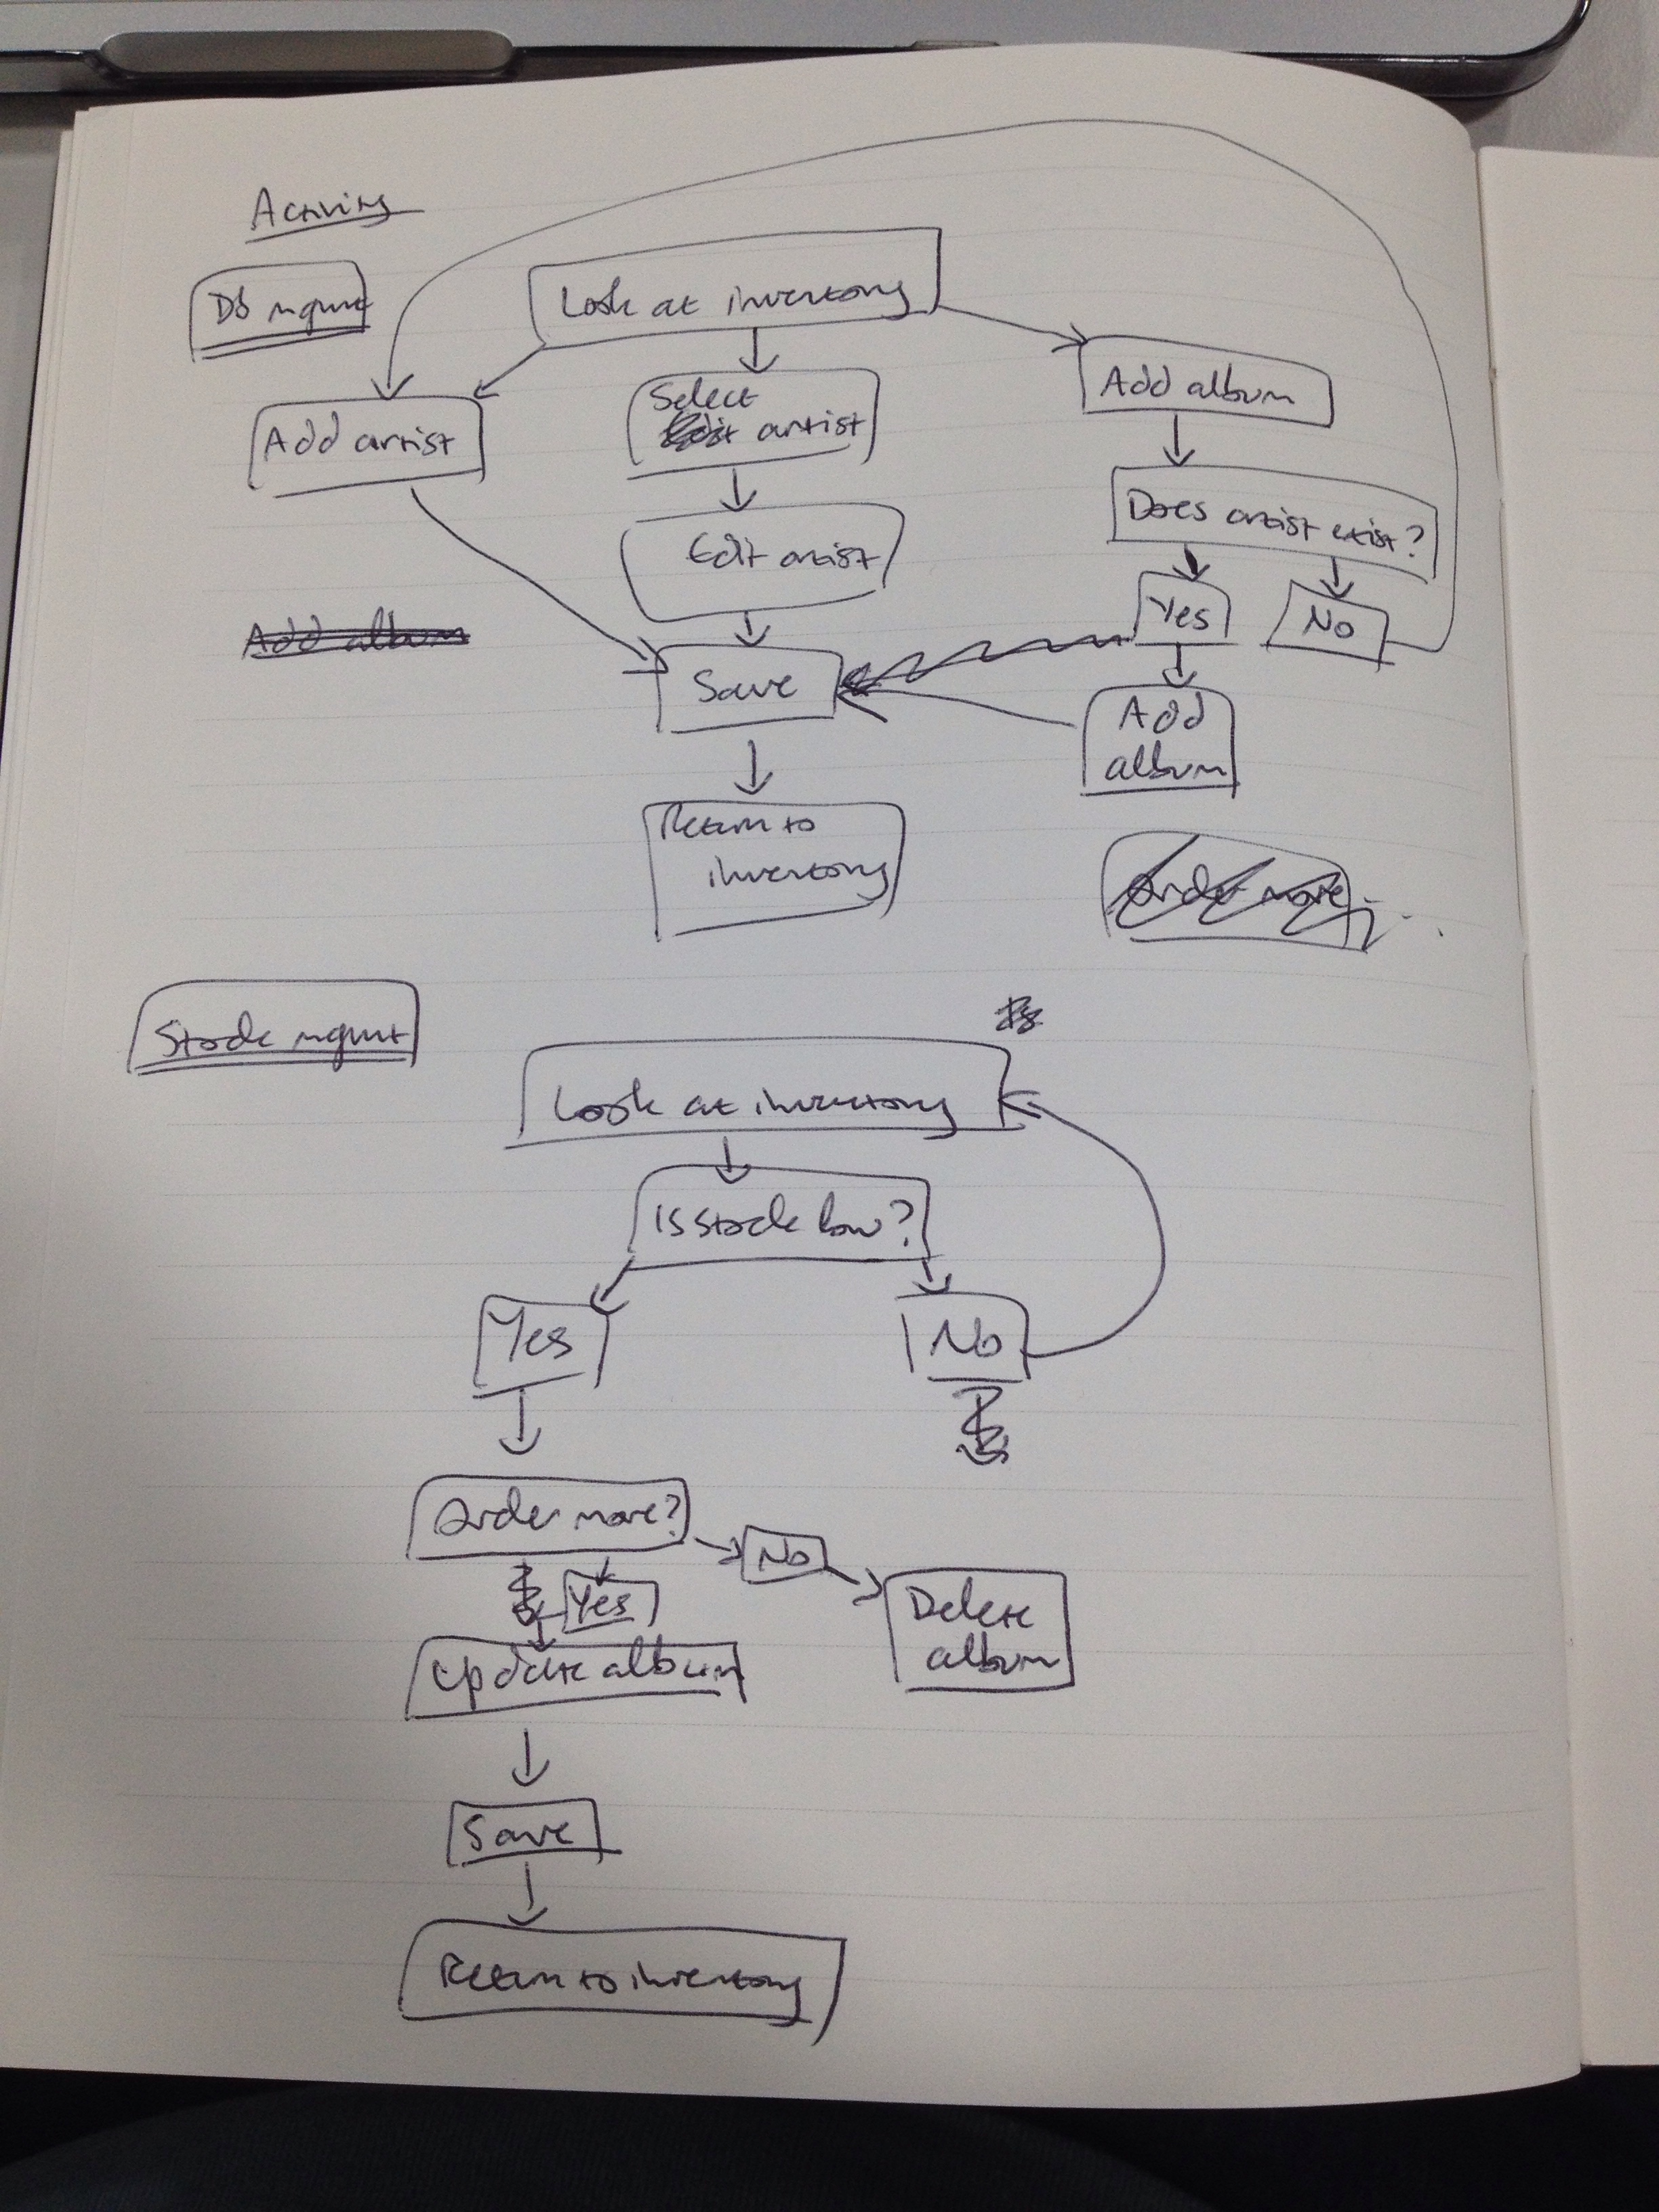 Activity
DB mgmt
Look at inventory
Add artist
Select
Edit artist
Add album
Edit artist
Does artist exist?
Yes
No
Add album
Save
Add
album
Return to
inventory
Order more
Stock mgmt
Look at inventory
Is stock low?
Yes
No
Order more?
No
Yes
Delete
album
Update album
Save
Return to inventory